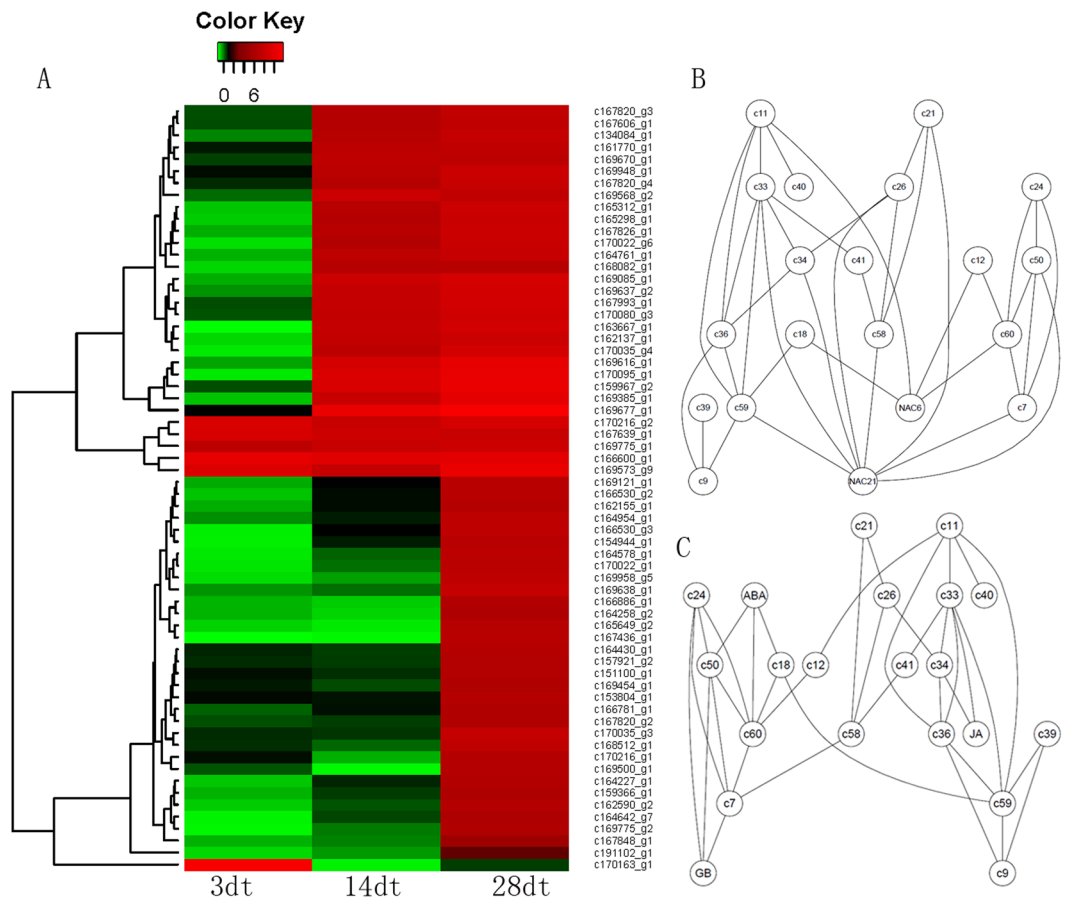 Color Key
0 6
A
c167820_g3
c167606_g1
c134084_g1
c161770_g1
c169670_g1
c169948_g1
c167820_g4
c169568_g2
c165312_g1
c165298_g1
c167826_g1
c170022_g6
c164761_g1
c168082_g1
c169085_g1
c169637_g2
c167993_g1
c170080_g3
c163667_g1
c162137_g1
c170035_g4
c169616_g1
c170095_g1
c159967_g2
c169385_g1
c169677_g1
c170216_g2
c167639_g1
c169775_g1
c166600_g1
c169573_g9
c169121_g1
c166530_g2
c162155_g1
c164954_g1
c166530_g3
c154944_g1
c164578_g1
c170022_g1
c169958_g5
c169638_g1
c166886_g1
c164258_g2
c165649_g2
c167436_g1
c164430_g1
c157921_g2
c151100_g1
c169454_g1
c153804_g1
c166781_g1
c167820_g2
c170035_g3
c168512_g1
c170216_g1
c169500_g1
c164227_g1
c159366_g1
c162590_g2
c164642_g7
c169775_g2
c167848_g1
c191102_g1
c170163_g1
3dt 14dt 28dt
B
c11 c21
c33 c40 c26 c24
c34 c41 c12 c50
c36 c18 c58 c60
c39 c59 NAC6 c7
c9 NAC21
C
c21 c11
c24 ABA c26 c33 c40
c50 c18 c12 c41 c34
c60 c58 c36 JA c39
c7 c59
GB c9